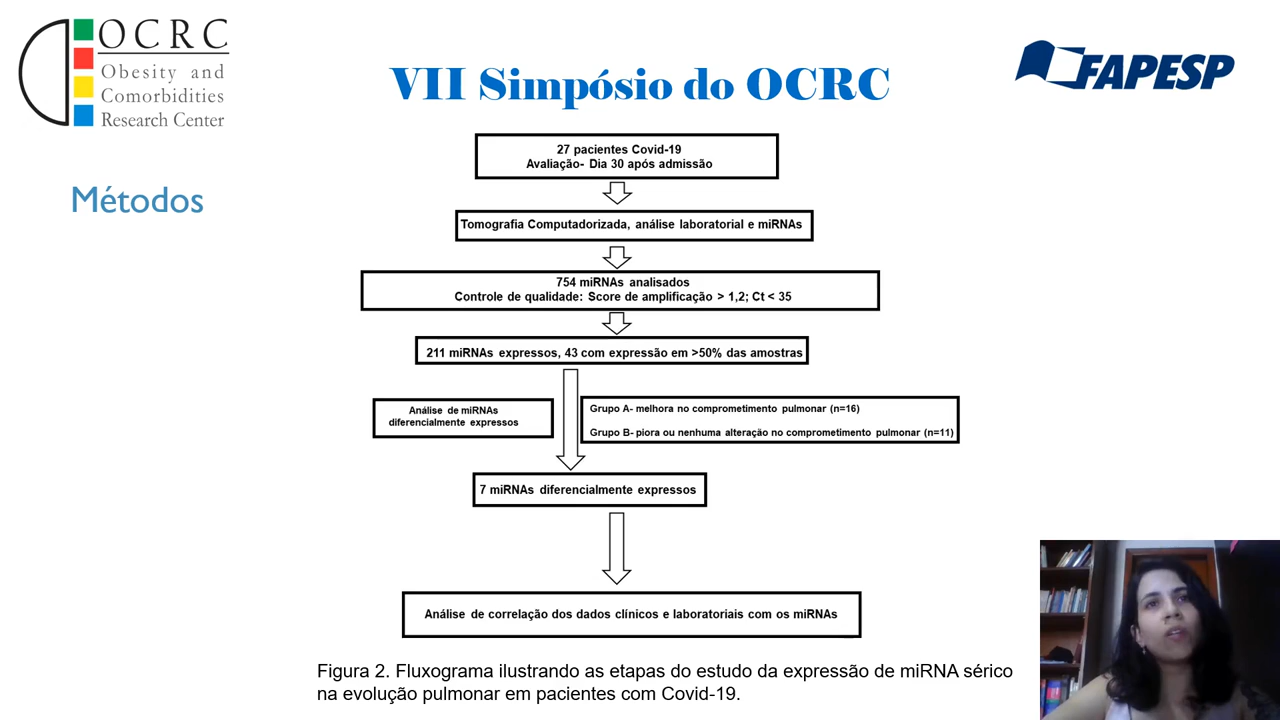 OCRC
Obesity and
Comorbidities
Research Center
VII Simpósio do OCRC
FAPESP
Métodos
27 pacientes Covid-19
Avaliação- Dia 30 após admissão
Tomografia Computadorizada, análise laboratorial e miRNAs
754 miRNAs analisados
Controle de qualidade: Score de amplificação > 1,2; Ct < 35
211 miRNAs expressos, 43 com expressão em >50% das amostras
Análise de miRNAs
diferencialmente expressos
Grupo A- melhora no comprometimento pulmonar (n=16)
Grupo B- piora ou nenhuma alteração no comprometimento pulmonar (n=11)
7 miRNAs diferencialmente expressos
Análise de correlação dos dados clínicos e laboratoriais com os miRNAs
Figura 2. Fluxograma ilustrando as etapas do estudo da expressão de miRNA sérico
na evolução pulmonar em pacientes com Covid-19.